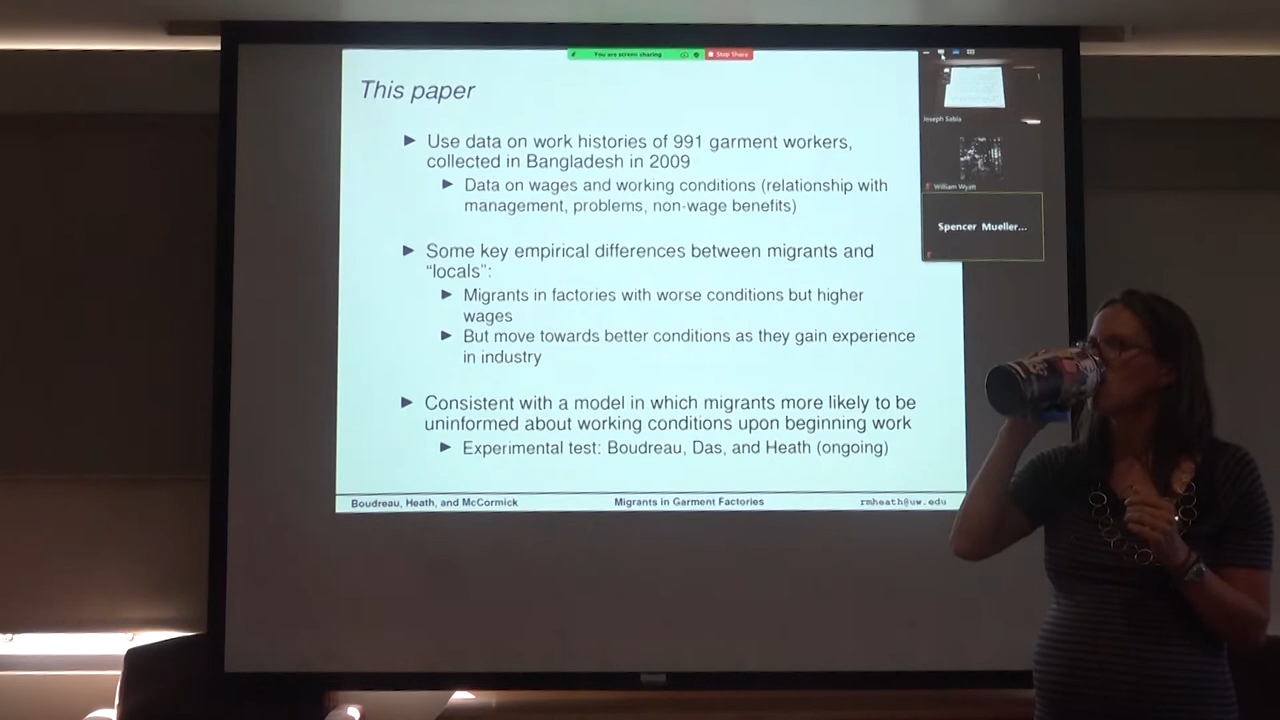 You are screen sharing
Stop Share
This paper
Use data on work histories of 991 garment workers,
collected in Bangladesh in 2009
Data on wages and working conditions (relationship with
management, problems, non-wage benefits)
Some key empirical differences between migrants and
“locals”:
Migrants in factories with worse conditions but higher
wages
But move towards better conditions as they gain experience
in industry
Consistent with a model in which migrants more likely to be
uninformed about working conditions upon beginning work
Experimental test: Boudreau, Das, and Heath (ongoing)
Boudreau, Heath, and McCormick
Migrants in Garment Factories
rmheath@uw.edu
Joseph Sabia
William Wyatt
Spencer Mueller...